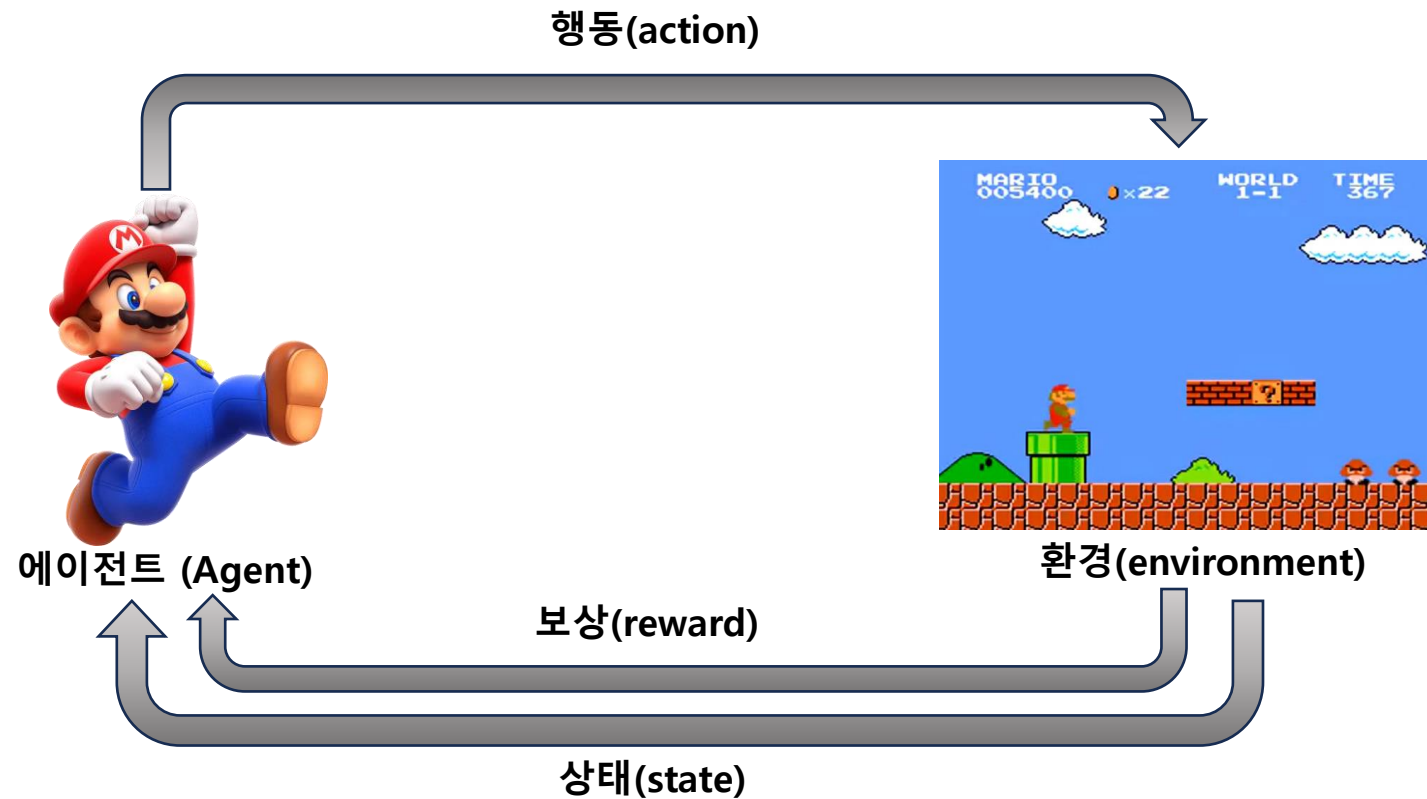 행동(action)
M
MARIO WORLD TIME
005400 ×22 1-1 367
?
에이전트 (Agent)
환경(environment)
보상(reward)
상태(state)